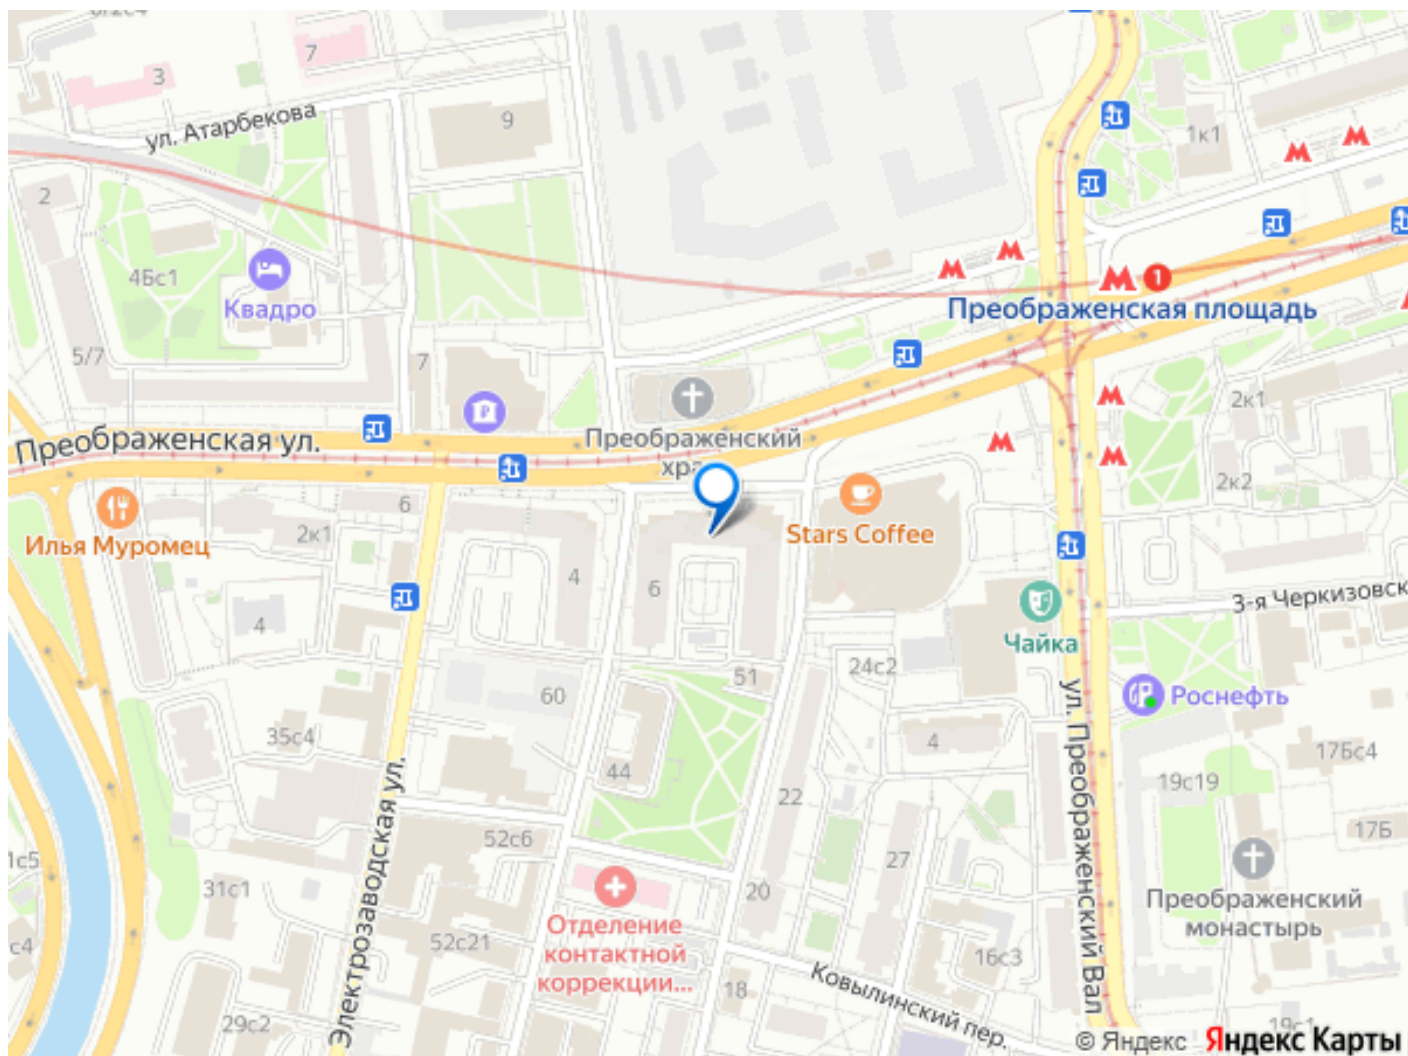 7
3
ул. Атарбекова
9
1к1
2
4Бс1
Квадро
1
Преображенская площадь
5/7
7
2к1
Преображенская ул.
Преображенский
хра
2к2
6
Stars Coffee
Илья Муромец
2к1
4
6
3-я Черкизовск
4
Чайка
24с2
51
60
Роснефть
35с4
4
17Бс4
44
19с19
22
ул. Преображенский Вал
17Б
52с6
1с5
27
31с1
20
Преображенский
монастырь
Отделение
контактной
коррекции...
Электрозаводская ул.
52с21
с4
16с3
18
Ковылинский пер.
29с2
19с1
© Яндекс Яндекс Карты